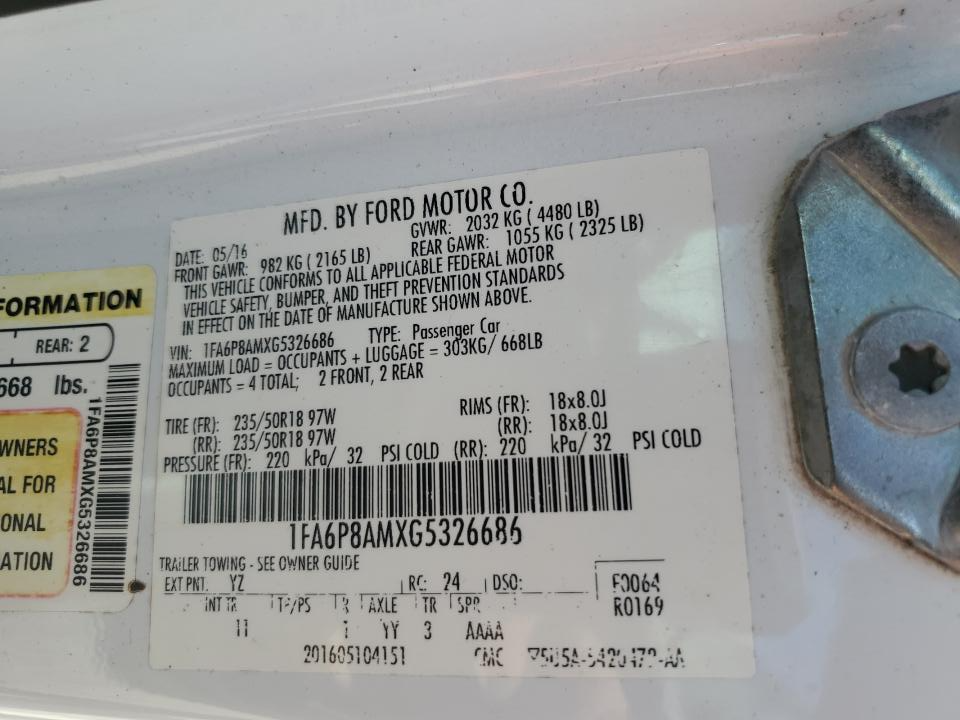 MFD. BY FORD MOTOR CO.
DATE: 05/16 GVWR: 2032 KG ( 4480 LB)
FRONT GAWR: 982 KG ( 2165 LB) REAR GAWR: 1055 KG ( 2325 LB)
THIS VEHICLE CONFORMS TO ALL APPLICABLE FEDERAL MOTOR
VEHICLE SAFETY, BUMPER, AND THEFT PREVENTION STANDARDS
IN EFFECT ON THE DATE OF MANUFACTURE SHOWN ABOVE.
VIN: 1FA6P8AMXG5326686 TYPE: Passenger Car
MAXIMUM LOAD = OCCUPANTS + LUGGAGE = 303KG/ 668LB
OCCUPANTS = 4 TOTAL; 2 FRONT, 2 REAR
TIRE (FR): 235/50R18 97W RIMS (FR): 18x8.0J
(RR): 235/50R18 97W (RR): 18x8.0J
PRESSURE (FR): 220 kPa/ 32 PSI COLD (RR): 220 kPa/ 32 PSI COLD
1FA6P8AMXG5326686
TRAILER TOWING - SEE OWNER GUIDE
EXT PNT: YZ RC: 24 DSO: F0064
INT TR TP/PS R AXLE TR SPR R0169
11 1 YY 3 AAAA
201605104151 CMC
FORMATION
REAR: 2
668 lbs.
WNERS
AL FOR
ONAL
ATION
1FA6P8AMXG5326686